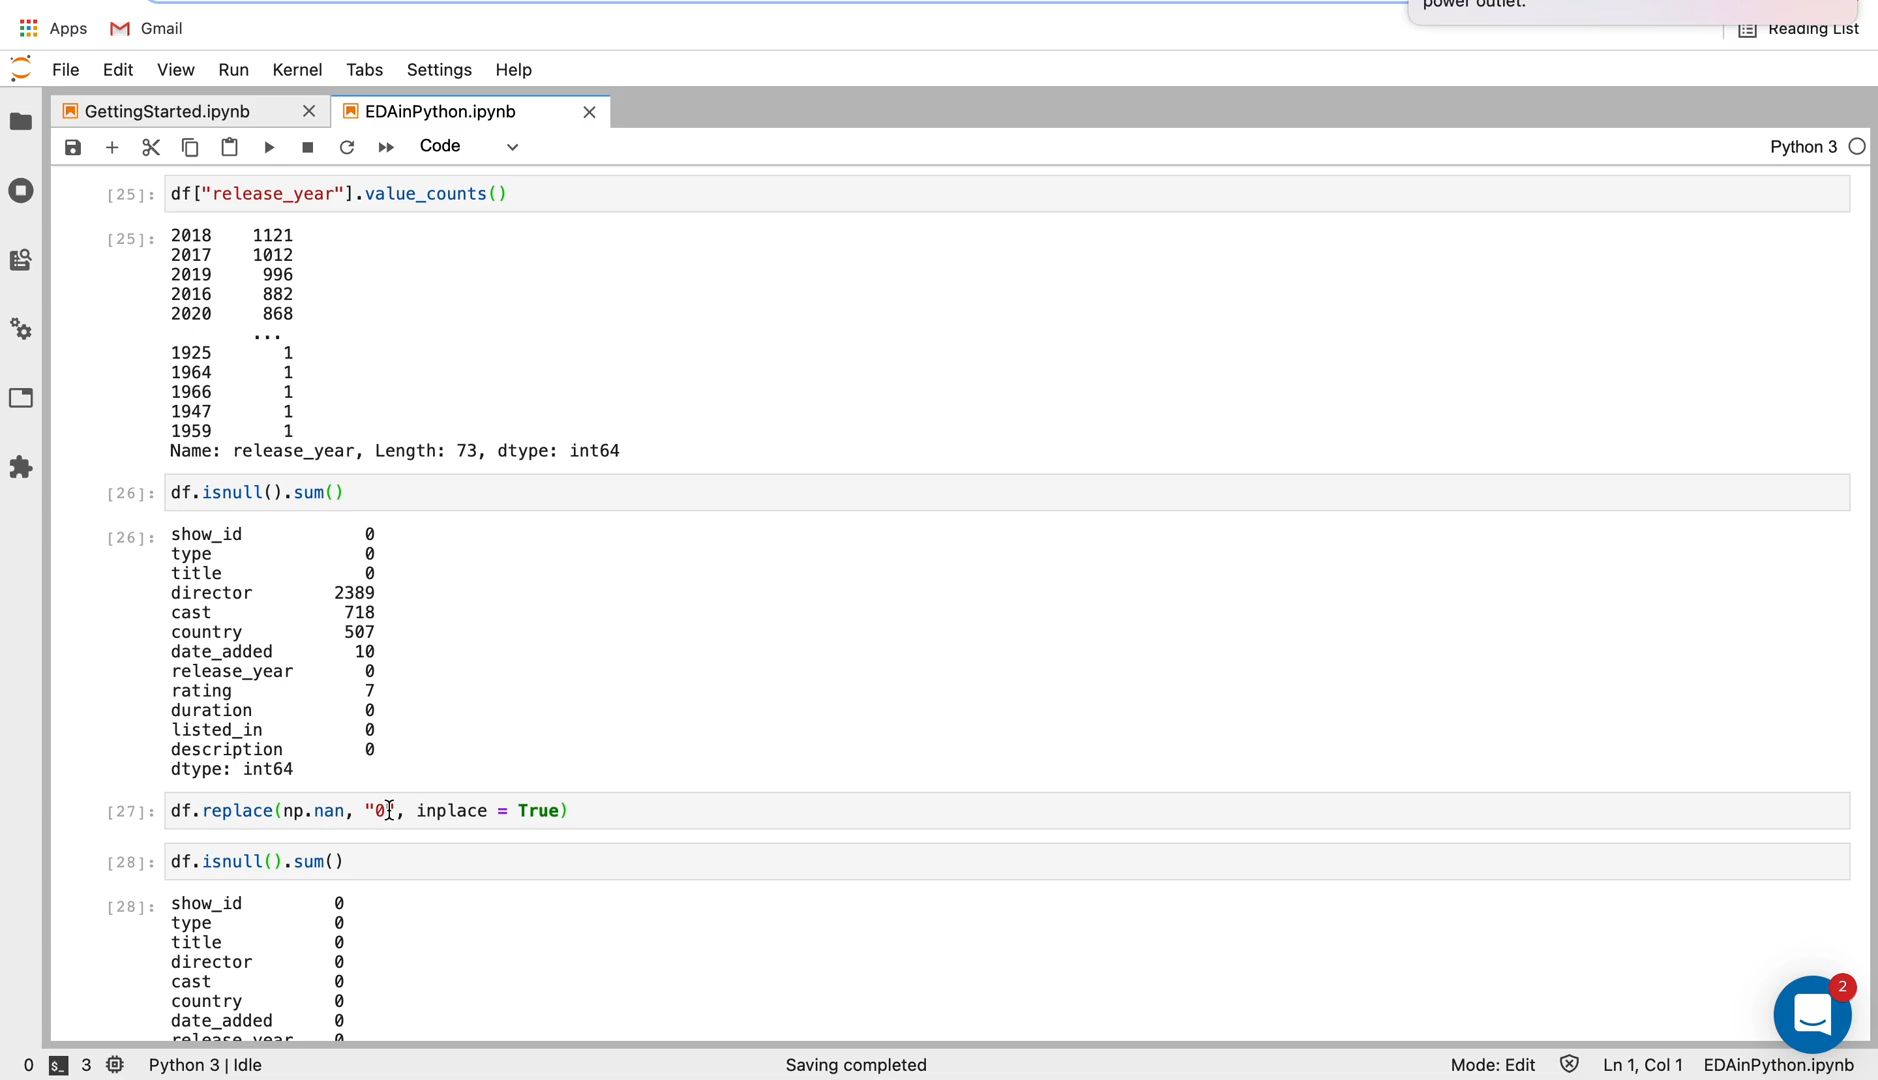 power outlet.
Apps Gmail Reading List
File Edit View Run Kernel Tabs Settings Help
GettingStarted.ipynb EDAinPython.ipynb
Code Python 3
[25]: df["release_year"].value_counts()
[25]: 2018 1121
2017 1012
2019 996
2016 882
2020 868
...
1925 1
1964 1
1966 1
1947 1
1959 1
Name: release_year, Length: 73, dtype: int64
[26]: df.isnull().sum()
[26]: show_id 0
type 0
title 0
director 2389
cast 718
country 507
date_added 10
release_year 0
rating 7
duration 0
listed_in 0
description 0
dtype: int64
[27]: df.replace(np.nan, "0", inplace = True)
[28]: df.isnull().sum()
[28]: show_id 0
type 0
title 0
director 0
cast 0
country 0
date_added 0
release_year 0
2
0 $_ 3 Python 3 | Idle Saving completed Mode: Edit Ln 1, Col 1 EDAinPython.ipynb